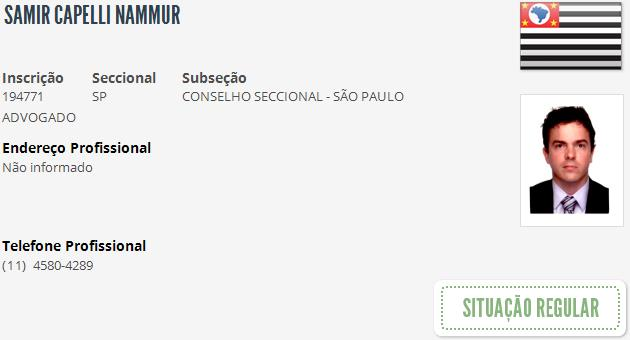 SAMIR CAPELLI NAMMUR
Inscrição Seccional Subseção
194771 SP CONSELHO SECCIONAL - SÃO PAULO
ADVOGADO
Endereço Profissional
Não informado
Telefone Profissional
(11) 4580-4289
SITUAÇÃO REGULAR